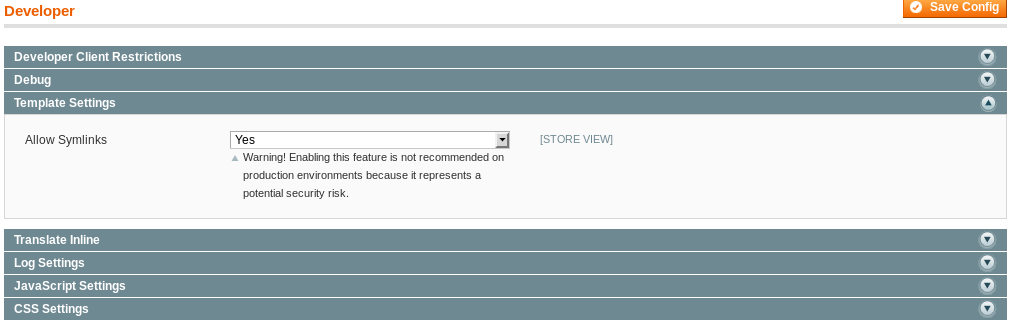 Developer
Save Config
Developer Client Restrictions
Debug
Template Settings
Allow Symlinks
Yes
[STORE VIEW]
Warning! Enabling this feature is not recommended on
production environments because it represents a
potential security risk.
Translate Inline
Log Settings
JavaScript Settings
CSS Settings